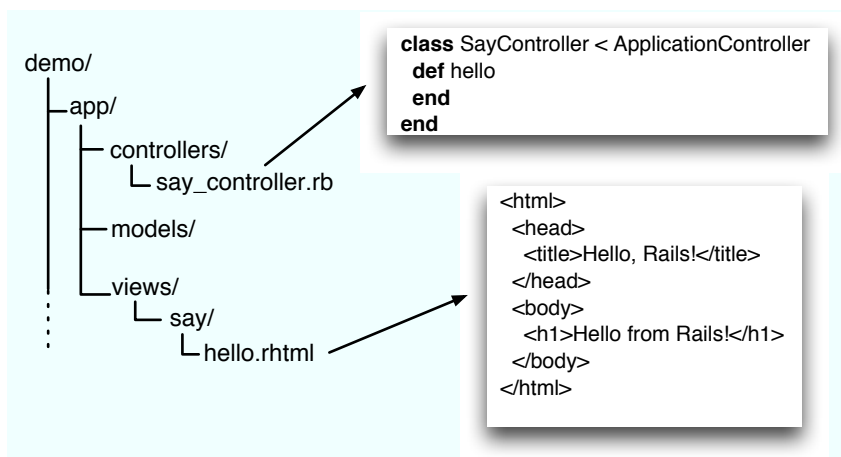 demo/
app/
controllers/
say_controller.rb
models/
views/
say/
hello.rhtml
class SayController < ApplicationController
def hello
end
end
<html>
<head>
<title>Hello, Rails!</title>
</head>
<body>
<h1>Hello from Rails!</h1>
</body>
</html>